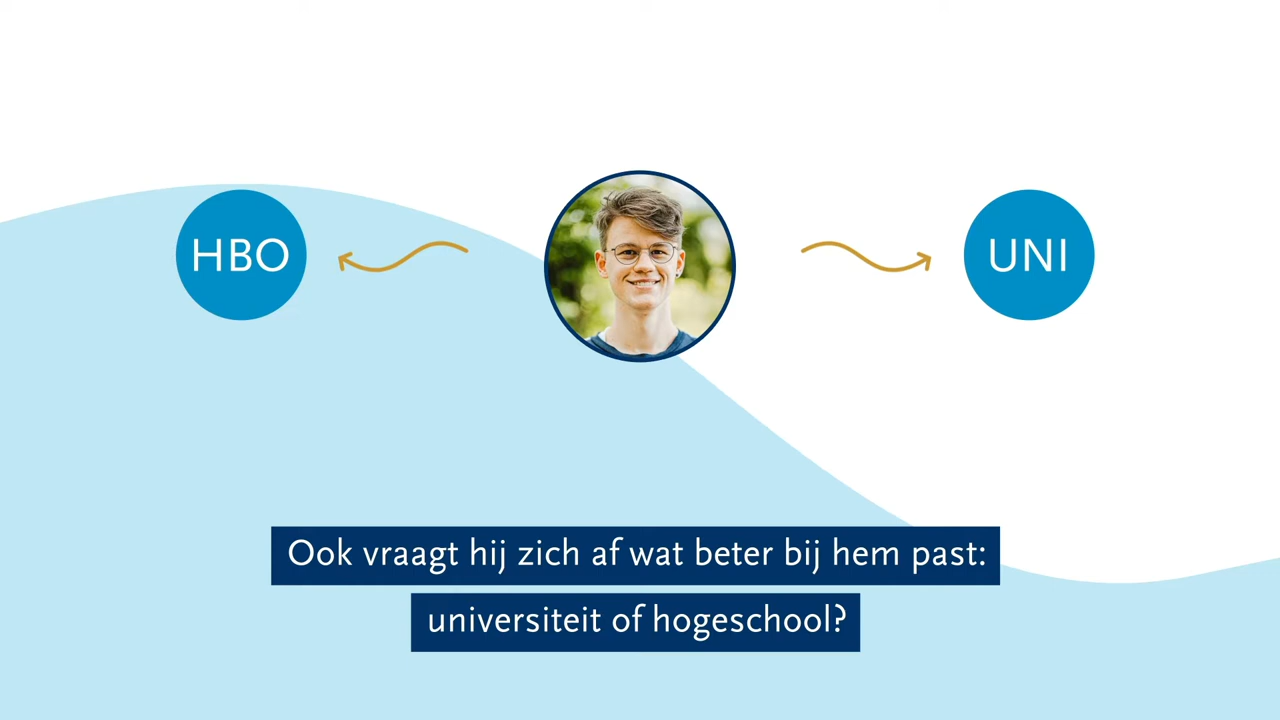 HBO
UNI
Ook vraagt hij zich af wat beter bij hem past:
universiteit of hogeschool?